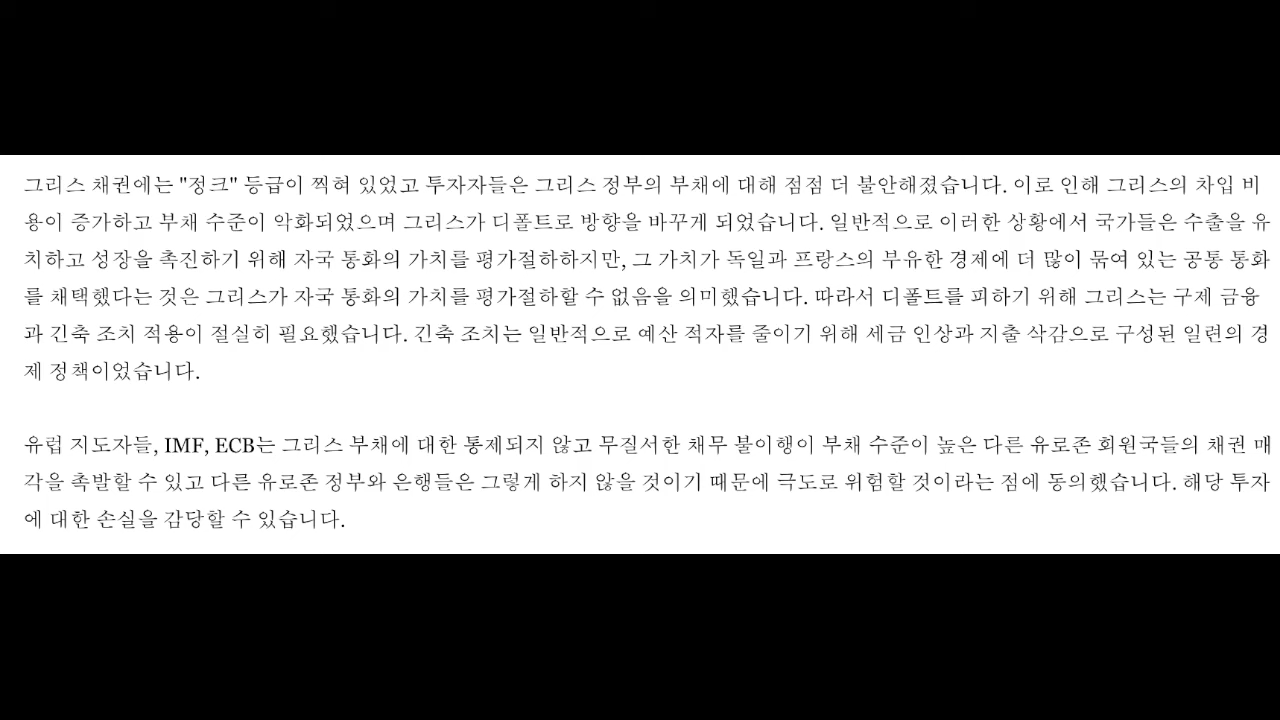 그리스 채권에는 "정크" 등급이 찍혀 있었고 투자자들은 그리스 정부의 부채에 대해 점점 더 불안해졌습니다. 이로 인해 그리스의 차입 비
용이 증가하고 부채 수준이 악화되었으며 그리스가 디폴트로 방향을 바꾸게 되었습니다. 일반적으로 이러한 상황에서 국가들은 수출을 유
치하고 성장을 촉진하기 위해 자국 통화의 가치를 평가절하하지만, 그 가치가 독일과 프랑스의 부유한 경제에 더 많이 묶여 있는 공통 통화
를 채택했다는 것은 그리스가 자국 통화의 가치를 평가절하할 수 없음을 의미했습니다. 따라서 디폴트를 피하기 위해 그리스는 구제 금융
과 긴축 조치 적용이 절실히 필요했습니다. 긴축 조치는 일반적으로 예산 적자를 줄이기 위해 세금 인상과 지출 삭감으로 구성된 일련의 경
제 정책이었습니다.
유럽 지도자들, IMF, ECB는 그리스 부채에 대한 통제되지 않고 무질서한 채무 불이행이 부채 수준이 높은 다른 유로존 회원국들의 채권 매
각을 촉발할 수 있고 다른 유로존 정부와 은행들은 그렇게 하지 않을 것이기 때문에 극도로 위험할 것이라는 점에 동의했습니다. 해당 투자
에 대한 손실을 감당할 수 있습니다.